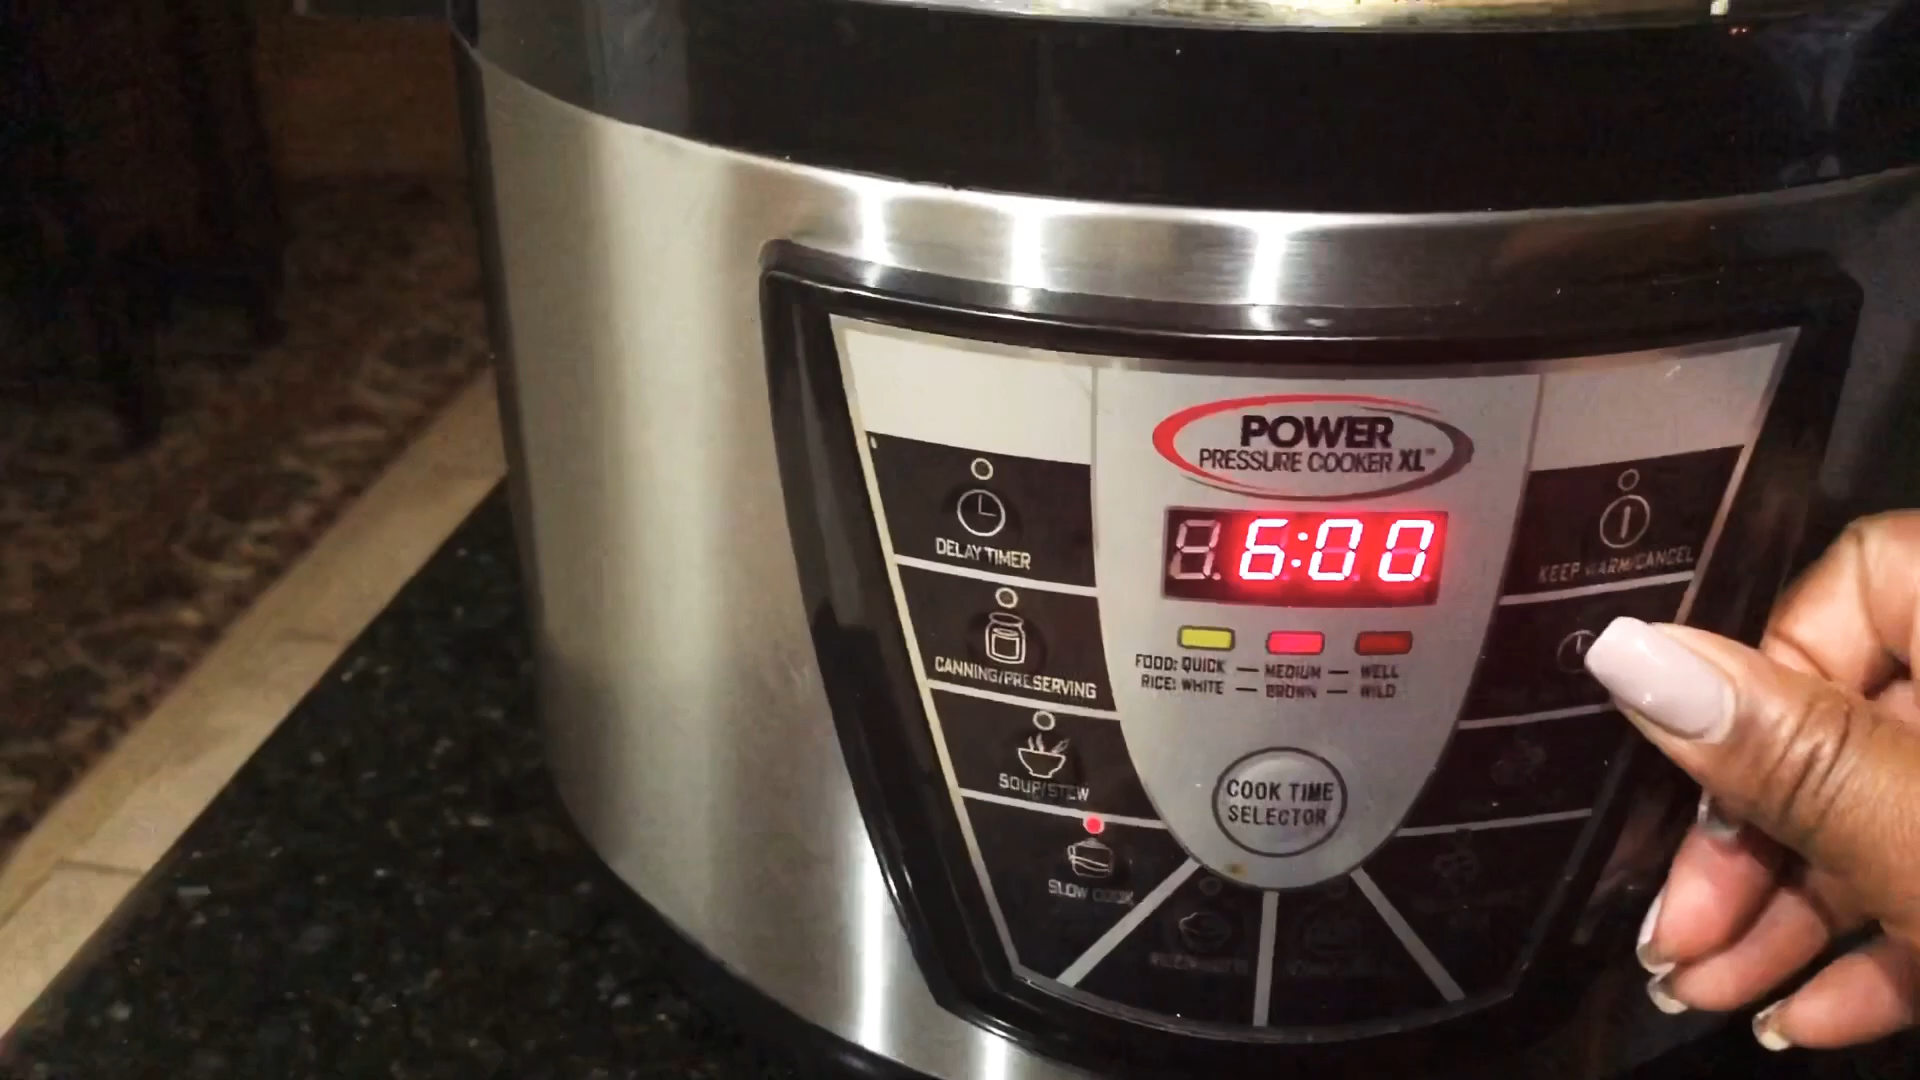 POWER
PRESSURE COOKER XL™
6:00
DELAY TIMER
KEEP WARM/CANCEL
CANNING/PRESERVING
FOOD: QUICK — MEDIUM — WELL
RICE: WHITE — BROWN — WILD
SOUP/STEW
COOK TIME
SELECTOR
SLOW COOK